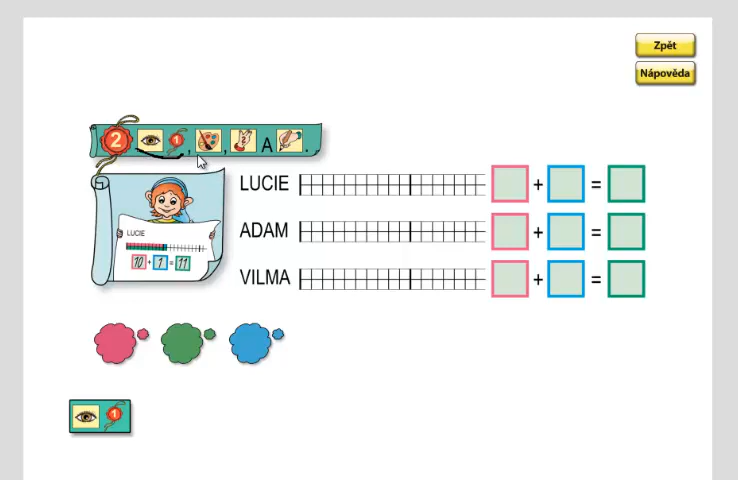 Zpět
Nápověda
2 1 , , 2 A .
LUCIE + =
LUCIE
10 + 1 = 11
ADAM + =
VILMA + =
1